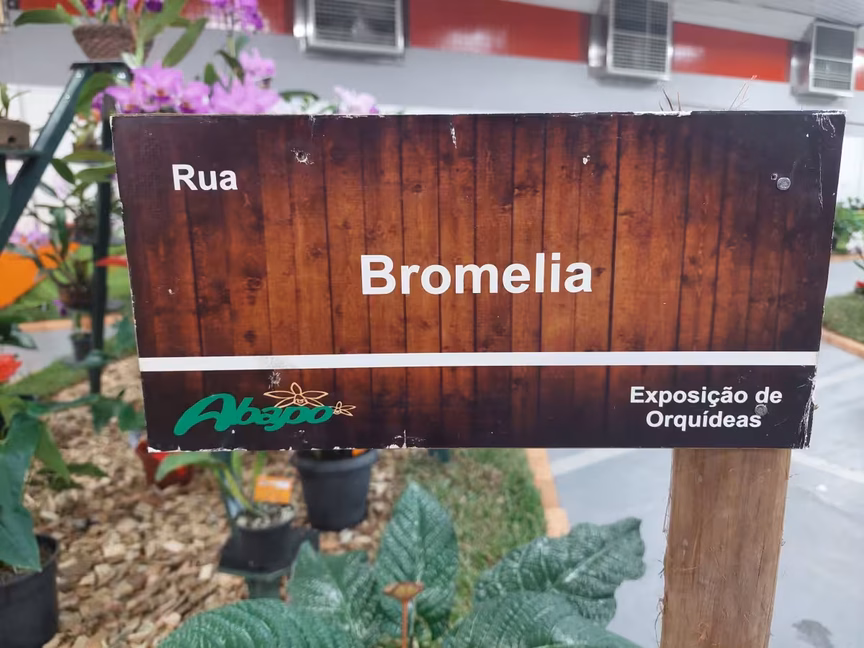 Rua
Bromelia
Abapo
Exposição de
Orquídeas